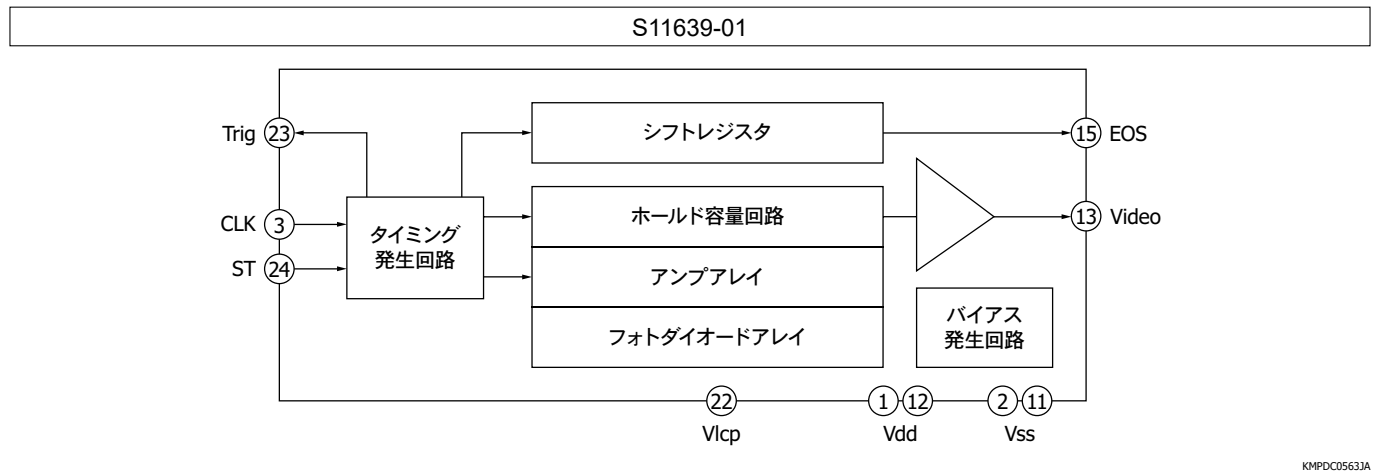 S11639-01
Trig 23
シフトレジスタ
15 EOS
CLK 3
ST 24
タイミング
発生回路
ホールド容量回路
13 Video
アンプアレイ
フォトダイオードアレイ
バイアス
発生回路
22
1 12
2 11
Vlcp
Vdd
Vss
KMPDC0563JA